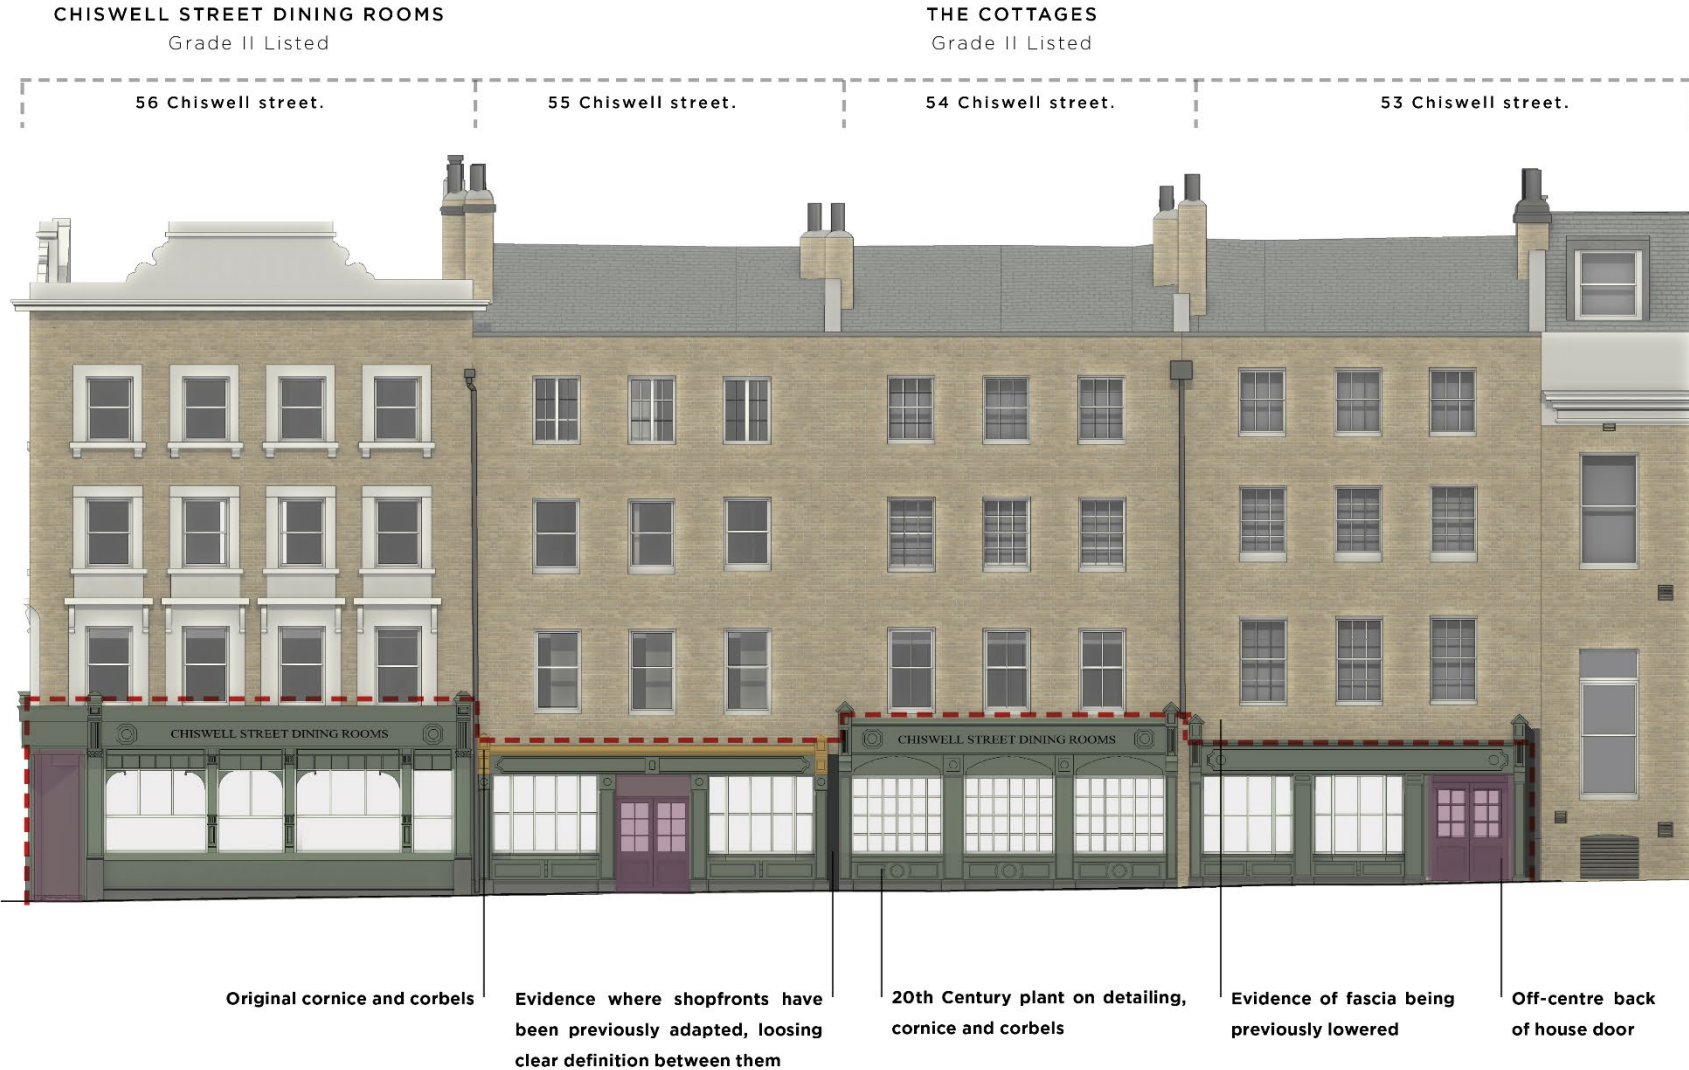 CHISWELL STREET DINING ROOMS
Grade II Listed
THE COTTAGES
Grade II Listed
56 Chiswell street.
55 Chiswell street.
54 Chiswell street.
53 Chiswell street.
CHISWELL STREET DINING ROOMS
CHISWELL STREET DINING ROOMS
Original cornice and corbels
Evidence where shopfronts have
been previously adapted, loosing
clear definition between them
20th Century plant on detailing,
cornice and corbels
Evidence of fascia being
previously lowered
Off-centre back
of house door